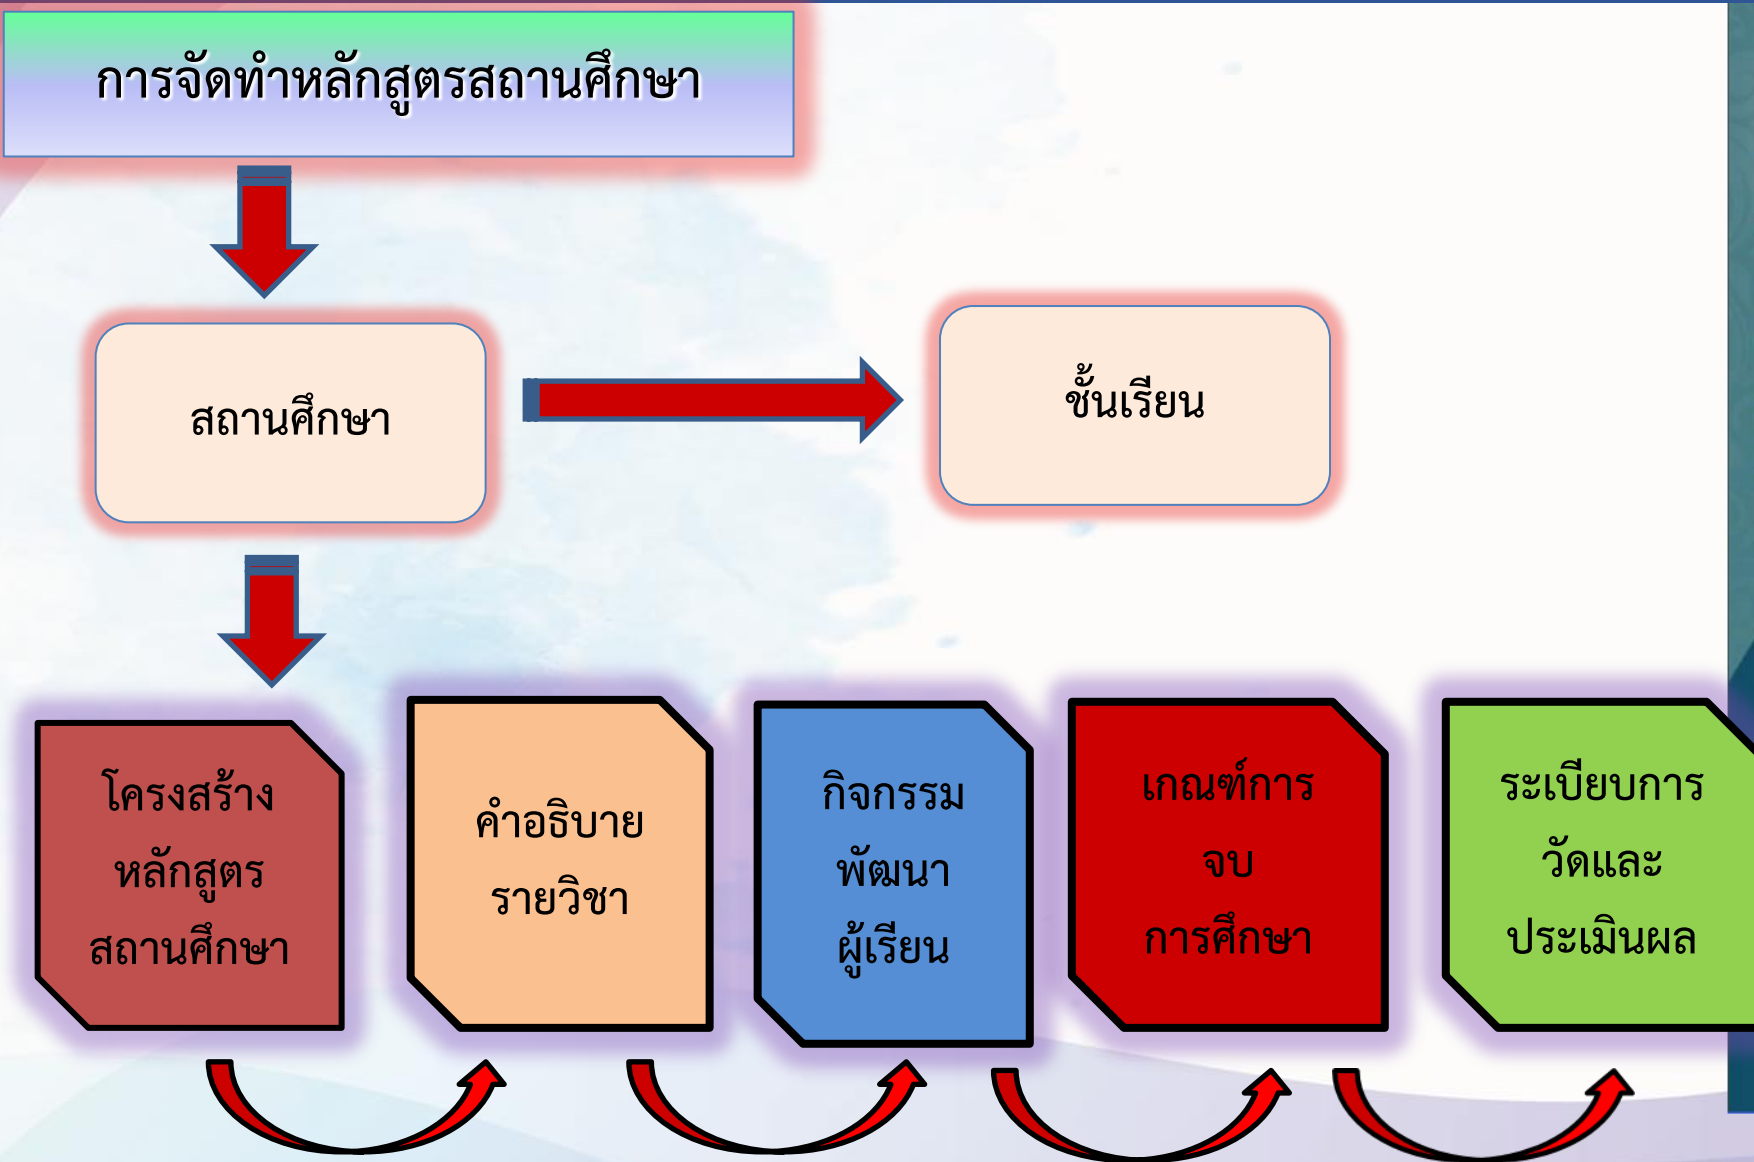 การจัดทำหลักสูตรสถานศึกษา
สถานศึกษา
ชั้นเรียน
โครงสร้าง
หลักสูตร
สถานศึกษา
คำอธิบาย
รายวิชา
กิจกรรม
พัฒนา
ผู้เรียน
เกณฑ์การ
จบ
การศึกษา
ระเบียบการ
วัดและ
ประเมินผล